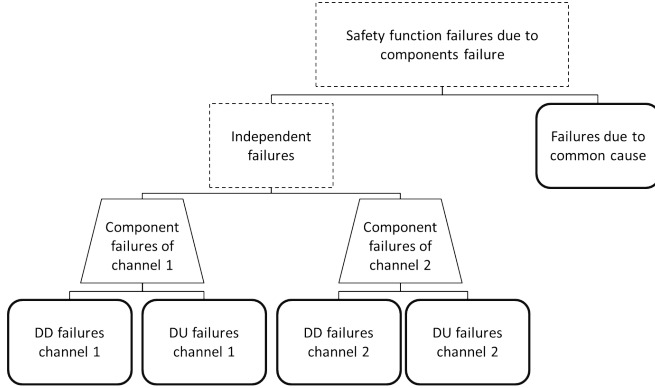 Safety function failures due to
components failure
Independent
failures
Failures due to
common cause
Component
failures of
channel 1
Component
failures of
channel 2
DD failures
channel 1
DU failures
channel 1
DD failures
channel 2
DU failures
channel 2